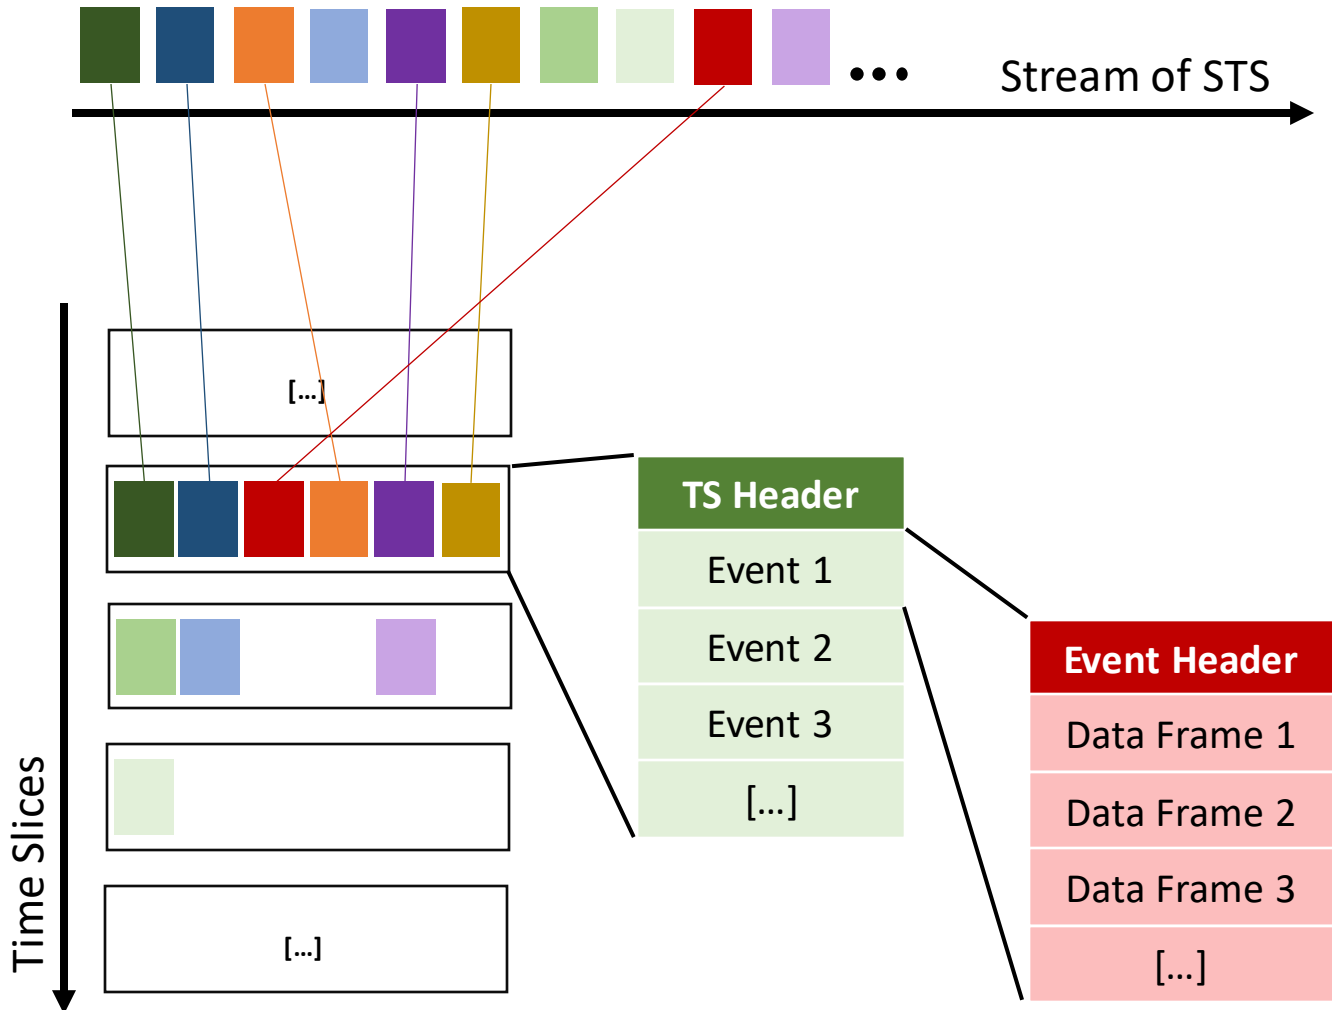 Stream of STS
[...]
TS Header
Event 1
Event 2
Event 3
[...]
Event Header
Data Frame 1
Data Frame 2
Data Frame 3
[...]
[...]
Time Slices